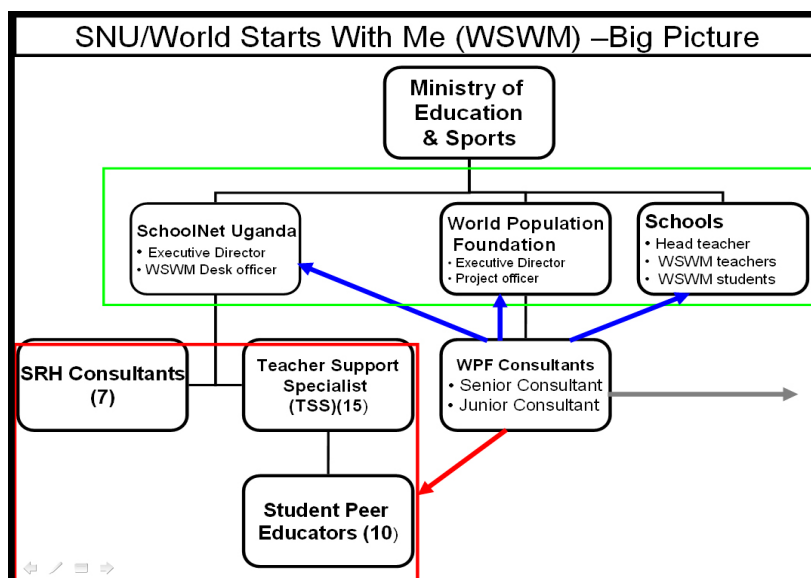 SNU/World Starts With Me (WSWM) –Big Picture
Ministry of
Education
& Sports
SchoolNet Uganda
• Executive Director
• WSWM Desk officer
World Population
Foundation
• Executive Director
• Project officer
Schools
• Head teacher
• WSWM teachers
• WSWM students
SRH Consultants
(7)
Teacher Support
Specialist
(TSS)(15)
WPF Consultants
• Senior Consultant
• Junior Consultant
Student Peer
Educators (10)